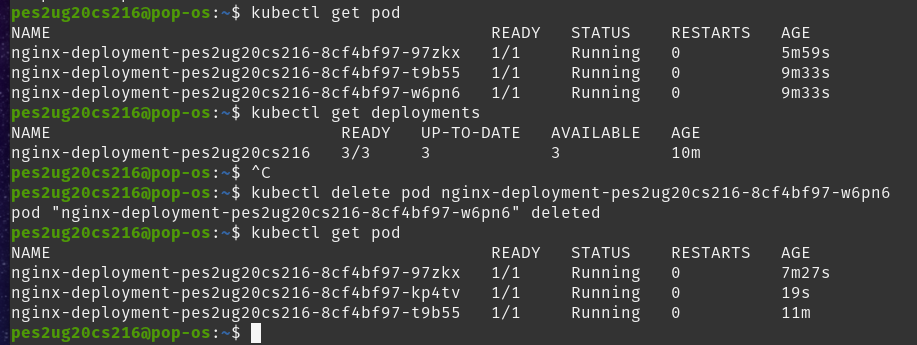 pes2ug20cs216@pop-os:~$ kubectl get pod
NAME READY STATUS RESTARTS AGE
nginx-deployment-pes2ug20cs216-8cf4bf97-97zkx 1/1 Running 0 5m59s
nginx-deployment-pes2ug20cs216-8cf4bf97-t9b55 1/1 Running 0 9m33s
nginx-deployment-pes2ug20cs216-8cf4bf97-w6pn6 1/1 Running 0 9m33s
pes2ug20cs216@pop-os:~$ kubectl get deployments
NAME READY UP-TO-DATE AVAILABLE AGE
nginx-deployment-pes2ug20cs216 3/3 3 3 10m
pes2ug20cs216@pop-os:~$ ^C
pes2ug20cs216@pop-os:~$ kubectl delete pod nginx-deployment-pes2ug20cs216-8cf4bf97-w6pn6
pod "nginx-deployment-pes2ug20cs216-8cf4bf97-w6pn6" deleted
pes2ug20cs216@pop-os:~$ kubectl get pod
NAME READY STATUS RESTARTS AGE
nginx-deployment-pes2ug20cs216-8cf4bf97-97zkx 1/1 Running 0 7m27s
nginx-deployment-pes2ug20cs216-8cf4bf97-kp4tv 1/1 Running 0 19s
nginx-deployment-pes2ug20cs216-8cf4bf97-t9b55 1/1 Running 0 11m
pes2ug20cs216@pop-os:~$